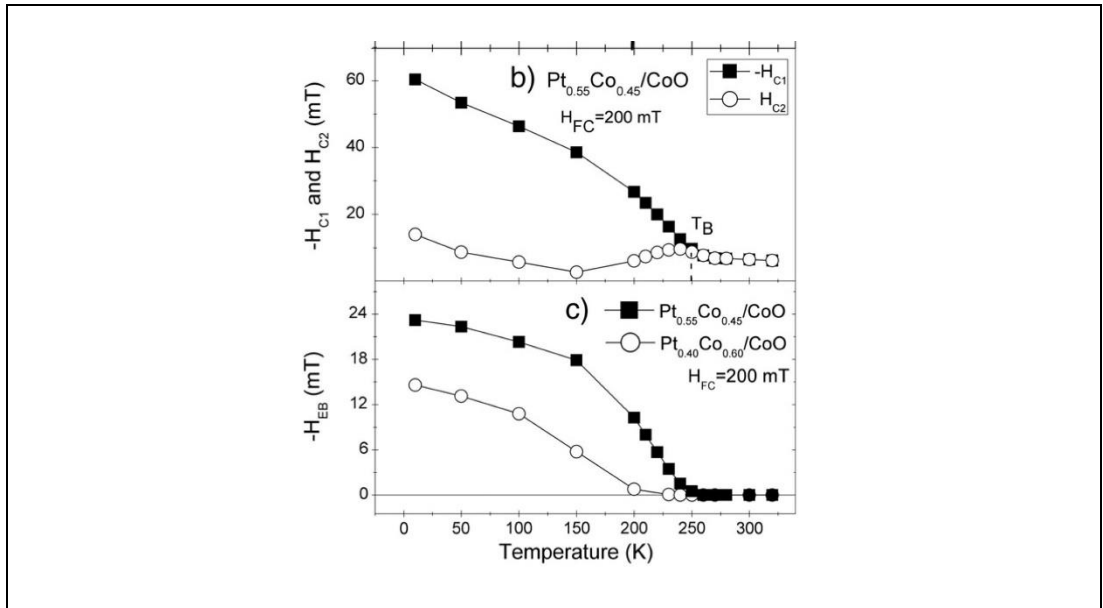 b) Pt0.55Co0.45/CoO
HFC=200 mT
-HC1
HC2
60
40
20
-HC1 and HC2 (mT)
TB
c)
Pt0.55Co0.45/CoO
Pt0.40Co0.60/CoO
HFC=200 mT
24
18
12
6
0
-HEB (mT)
0 50 100 150 200 250 300
Temperature (K)